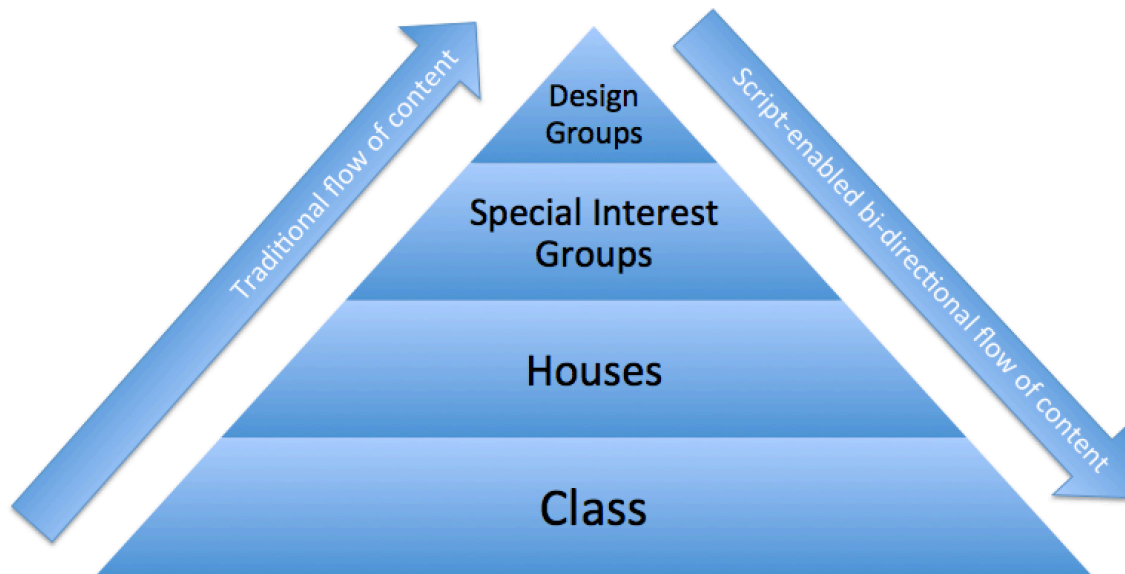 Traditional flow of content
Design
Groups
Script-enabled bi-directional flow of content
Special Interest
Groups
Houses
Class